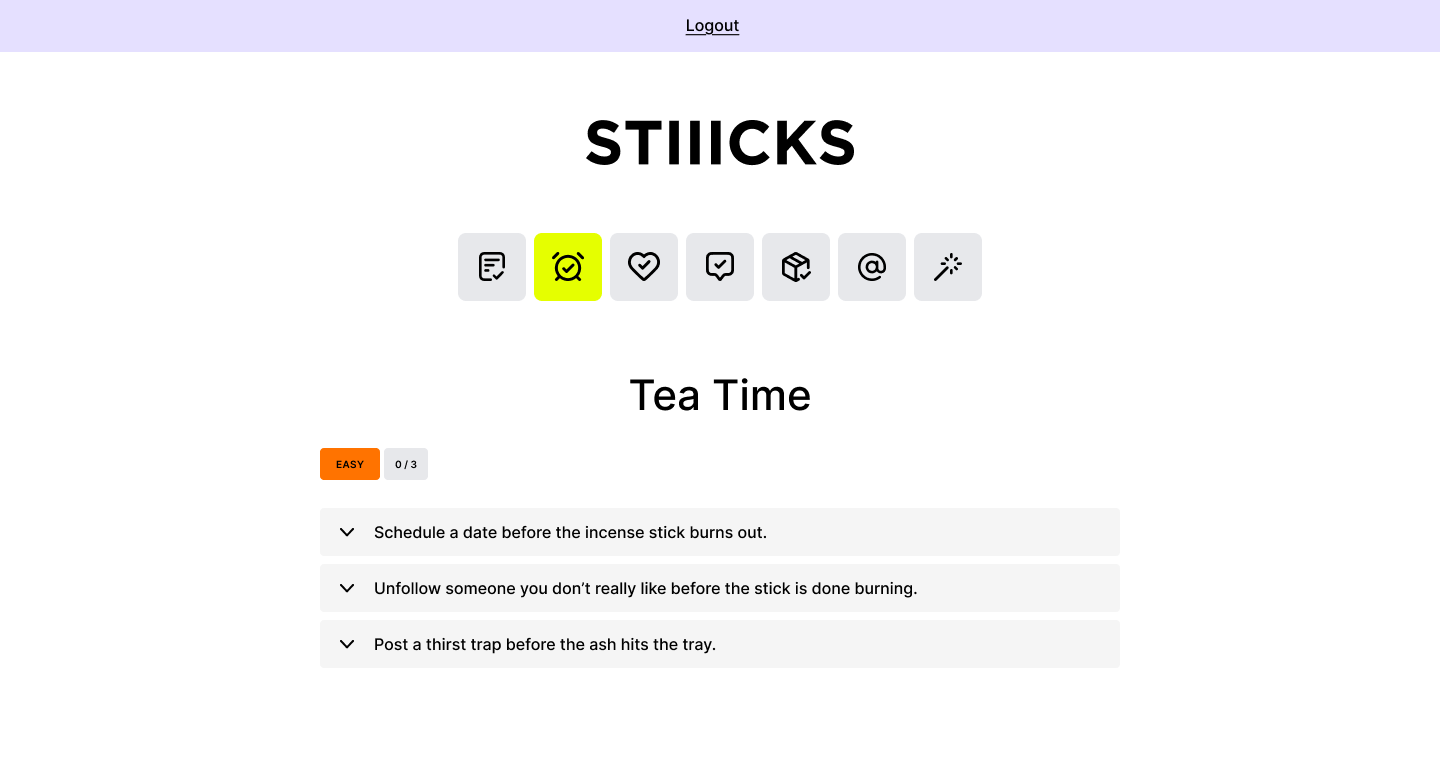 Logout
STIIICKS
Tea Time
EASY
0 / 3
Schedule a date before the incense stick burns out.
Unfollow someone you don’t really like before the stick is done burning.
Post a thirst trap before the ash hits the tray.